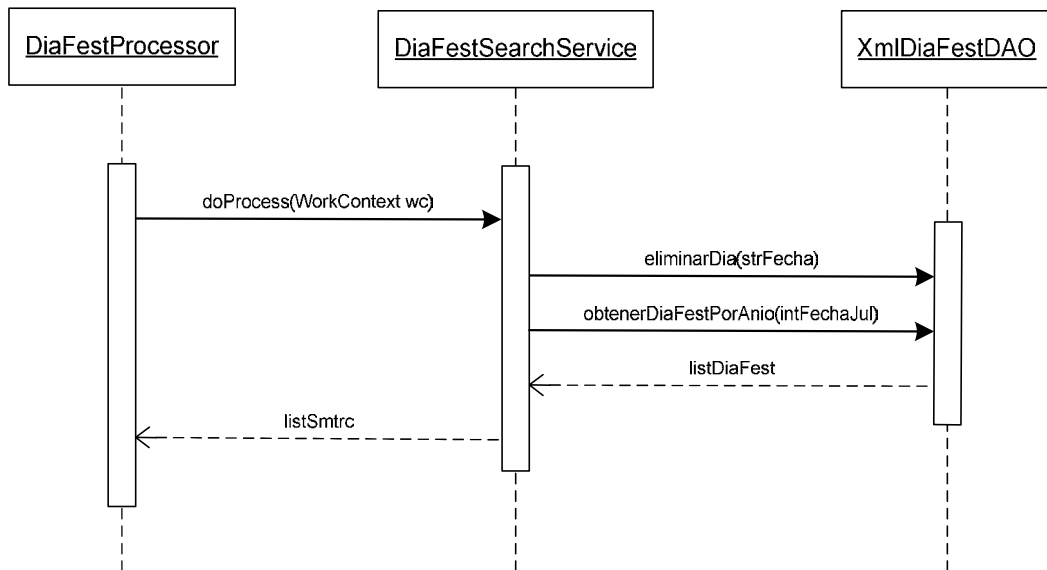 DiaFestProcessor
DiaFestSearchService
XmlDiaFestDAO
doProcess(WorkContext wc)
eliminarDia(strFecha)
obtenerDiaFestPorAnio(intFechaJul)
listDiaFest
listSmtrc